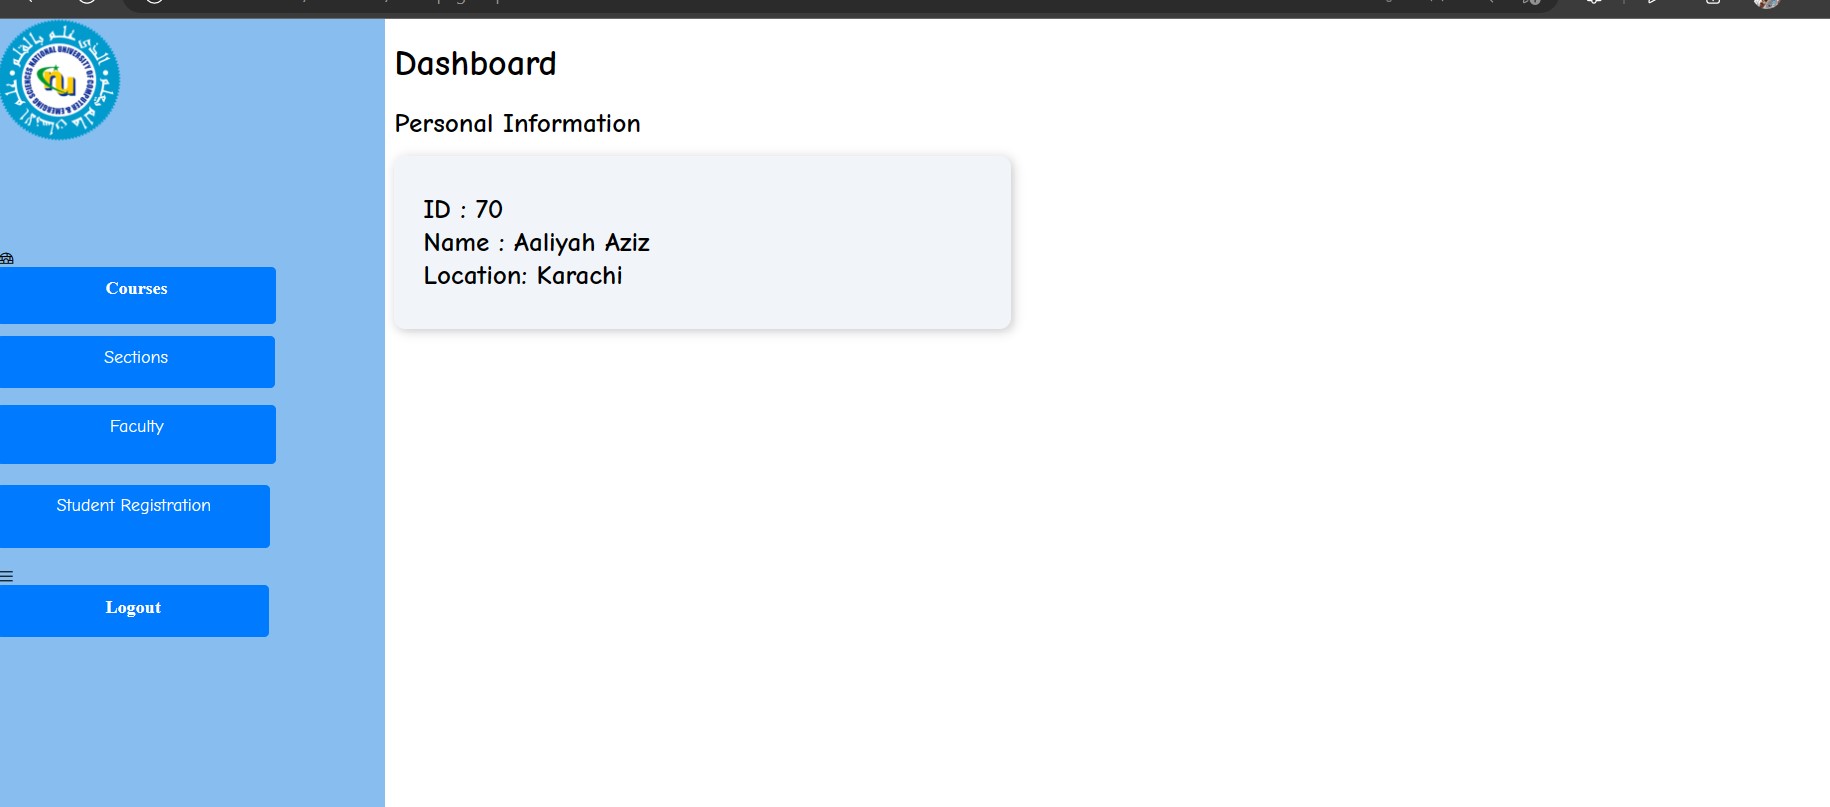 NATIONAL UNIVERSITY OF COMPUTER & EMERGING SCIENCES
nu
Courses
Sections
Faculty
Student Registration
Logout
Dashboard
Personal Information
ID : 70
Name : Aaliyah Aziz
Location: Karachi